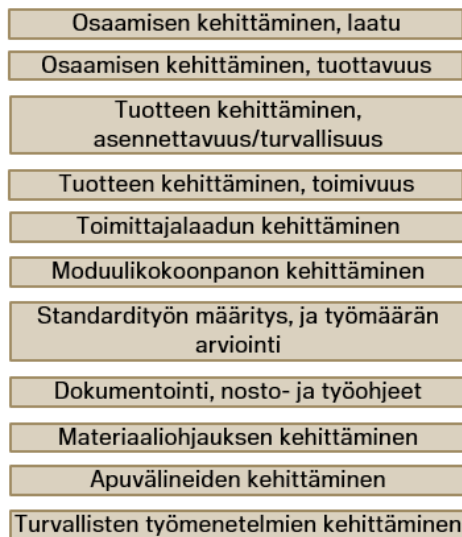 Osaamisen kehittäminen, laatu
Osaamisen kehittäminen, tuottavuus
Tuotteen kehittäminen,
asennettavuus/turvallisuus
Tuotteen kehittäminen, toimivuus
Toimittajalaadun kehittäminen
Moduulikokoonpanon kehittäminen
Standardityön määritys, ja työmäärän
arviointi
Dokumentointi, nosto- ja työohjeet
Materiaaliohjauksen kehittäminen
Apuvälineiden kehittäminen
Turvallisten työmenetelmien kehittäminen